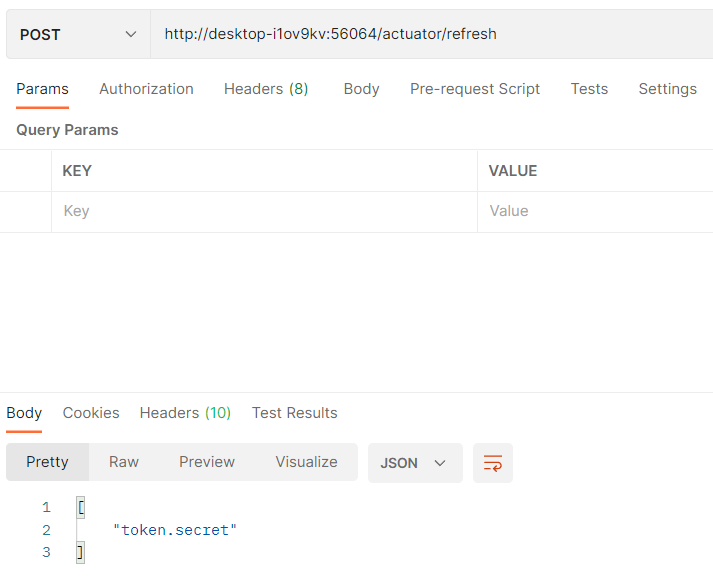 POST http://desktop-i1ov9kv:56064/actuator/refresh
Params Authorization Headers (8) Body Pre-request Script Tests Settings
Query Params
KEY VALUE
Key Value
Body Cookies Headers (10) Test Results
Pretty Raw Preview Visualize JSON
1 [
2 "token.secret"
3 ]